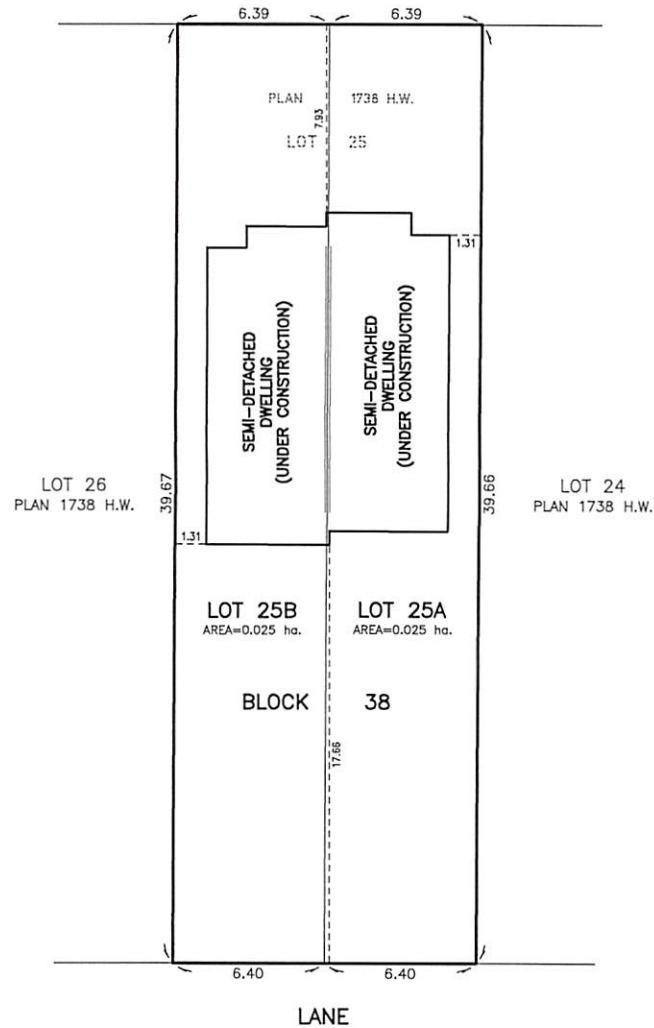 6.39 6.39
PLAN 1738 H.W.
7.93
LOT 25
1.31
SEMI-DETACHED
DWELLING
(UNDER CONSTRUCTION)
SEMI-DETACHED
DWELLING
(UNDER CONSTRUCTION)
LOT 26
PLAN 1738 H.W.
39.67
39.66
LOT 24
PLAN 1738 H.W.
1.31
LOT 25B
AREA=0.025 ha.
LOT 25A
AREA=0.025 ha.
BLOCK 38
17.66
6.40 6.40
LANE